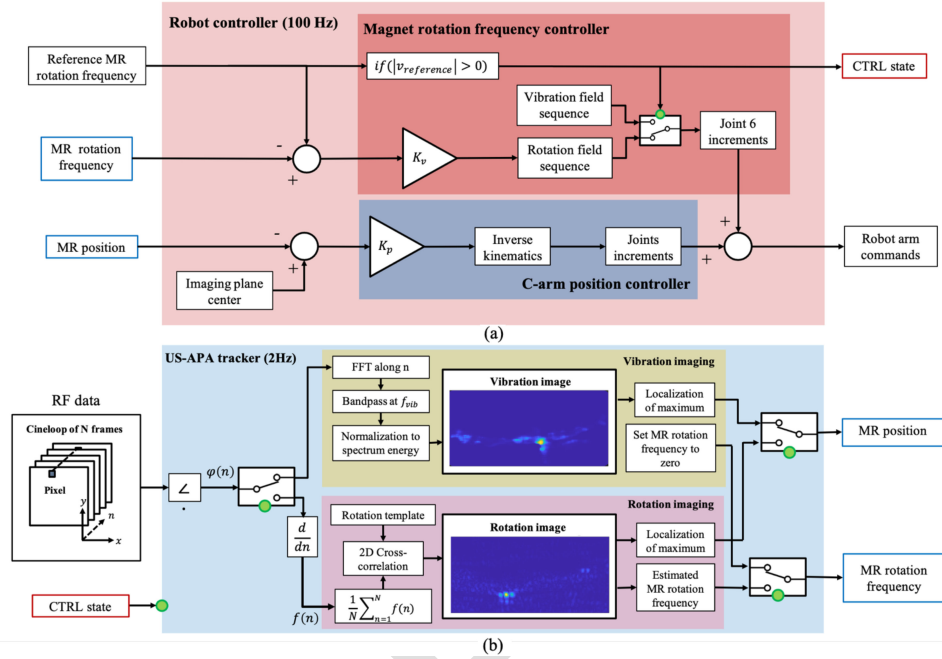 Robot controller (100 Hz)
Magnet rotation frequency controller
Reference MR
rotation frequency
if(|v_reference| > 0)
CTRL state
Vibration field
sequence
MR rotation
frequency
-
+
K_v
Rotation field
sequence
Joint 6
increments
MR position
-
+
K_p
Inverse
kinematics
Joints
increments
+
+
Robot arm
commands
Imaging plane
center
C-arm position controller
(a)
US-APA tracker (2Hz)
Vibration imaging
FFT along n
Bandpass at f_vib
Normalization to
spectrum energy
Vibration image
Localization
of maximum
Set MR rotation
frequency to
zero
MR position
RF data
Cineloop of N frames
Pixel
y
n
x
∠
.
φ(n)
d
dn
f(n)
Rotation imaging
Rotation template
2D Cross-
correlation
1/N ∑_{n=1}^{N} f(n)
Rotation image
Localization
of maximum
Estimated
MR rotation
frequency
MR rotation
frequency
CTRL state
(b)